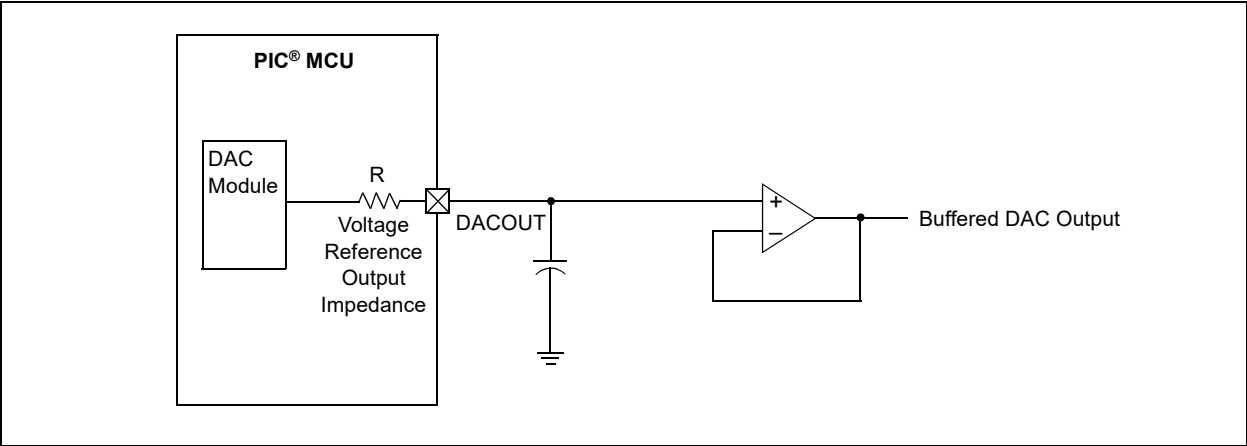 PIC® MCU
DAC
Module
R
Voltage
Reference
Output
Impedance
DACOUT
+
–
Buffered DAC Output